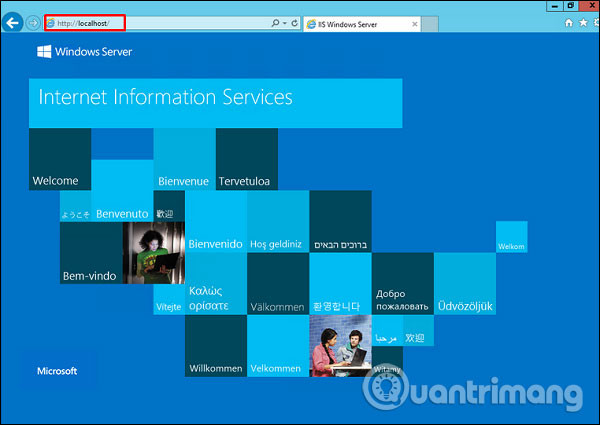 http://localhost/
IIS Windows Server
Windows Server
Internet Information Services
Welcome
Bienvenue
Tervetuloa
ようこそ
Benvenuto
歡迎
Bienvenido
Hoş geldiniz
ברוכים הבאים
Welkom
Bem-vindo
Vítejte
Καλώς
ορίσατε
Välkommen
환영합니다
Добро
пожаловать
Üdvözöljük
Willkommen
Velkommen
مرحبا
欢迎
Witamy
Microsoft
Quantrimang